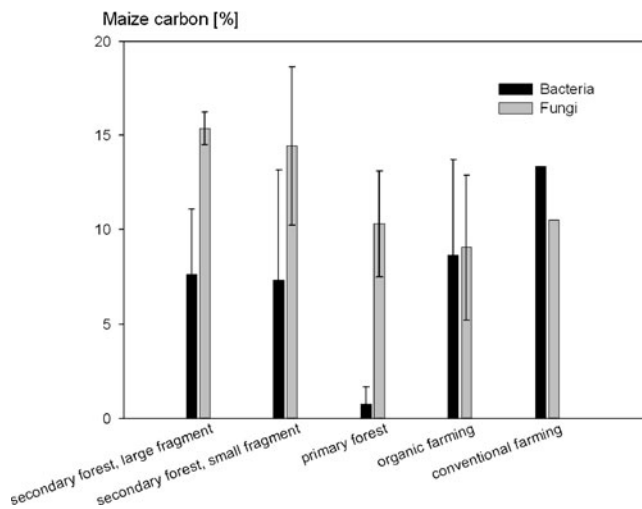 Maize carbon [%]
20
15
10
5
0
Bacteria
Fungi
secondary forest, large fragment
secondary forest, small fragment
primary forest
organic farming
conventional farming